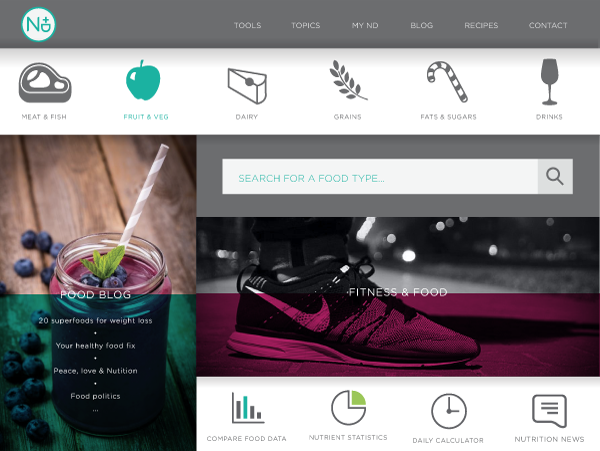 N+D
TOOLS TOPICS MY ND BLOG RECIPES CONTACT
MEAT & FISH FRUIT & VEG DAIRY GRAINS FATS & SUGARS DRINKS
SEARCH FOR A FOOD TYPE...
FITNESS & FOOD
FOOD BLOG
20 superfoods for weight loss
Your healthy food fix
Peace, love & Nutition
Food politics
...
COMPARE FOOD DATA NUTRIENT STATISTICS DAILY CALCULATOR NUTRITION NEWS